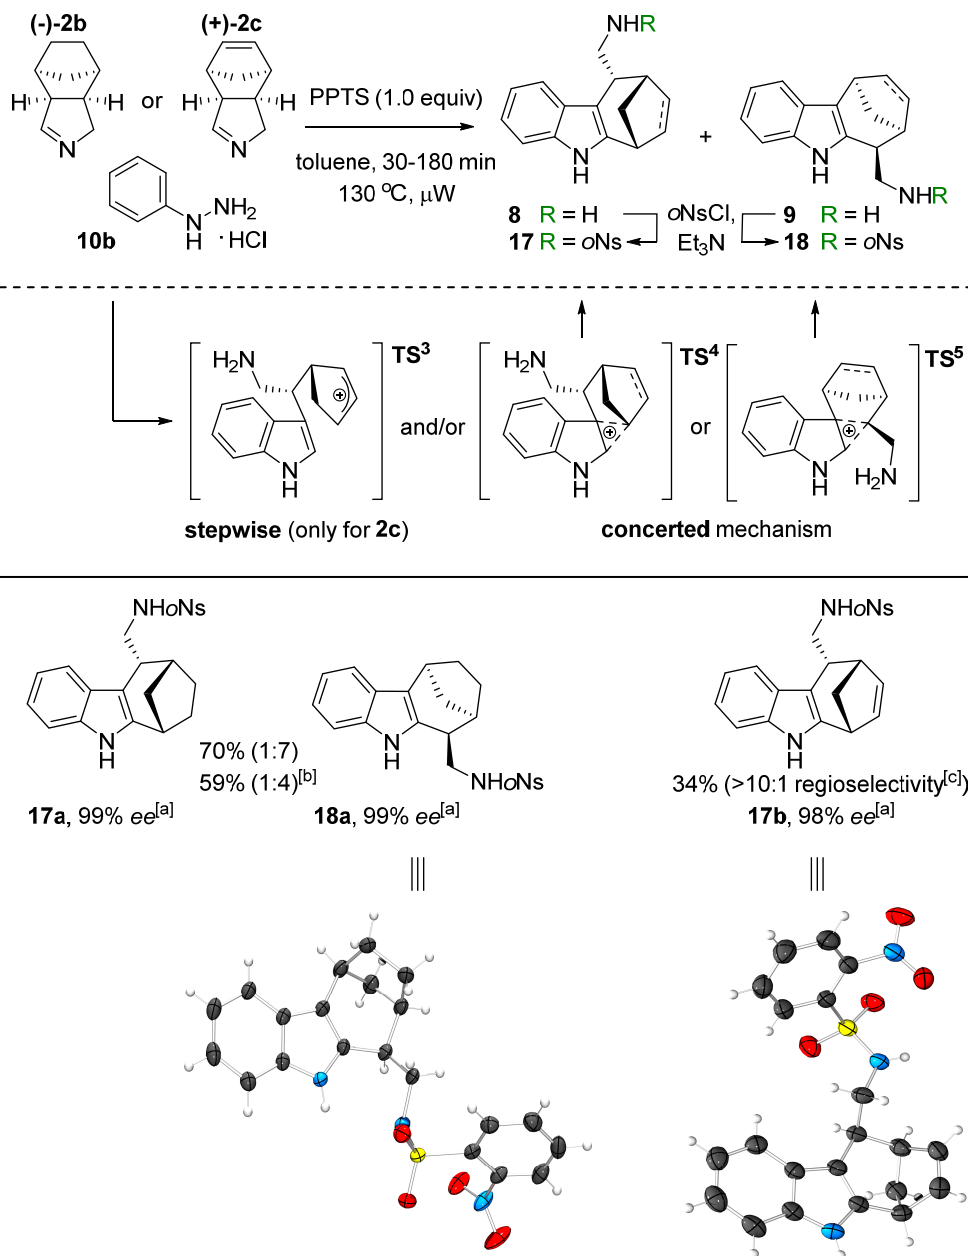 (-)-2b
(+)-2c
NHR
H
H
or
H
H
N
N
PPTS (1.0 equiv)
toluene, 30-180 min
130 ºC, μW
N
H
+
N
H
NHR
NH2
N
H
· HCl
10b
8 R = H
oNsCl,
9 R = H
17 R = oNs
Et3N
18 R = oNs
H2N
TS3
H2N
TS4
TS5
⊕
⊕
⊕
and/or
or
N
H
N
H
N
H
H2N
stepwise (only for 2c)
concerted mechanism
NHoNs
NHoNs
N
H
N
H
N
H
70% (1:7)
59% (1:4)[b]
NHoNs
34% (>10:1 regioselectivity[c])
17a, 99% ee[a]
18a, 99% ee[a]
17b, 98% ee[a]